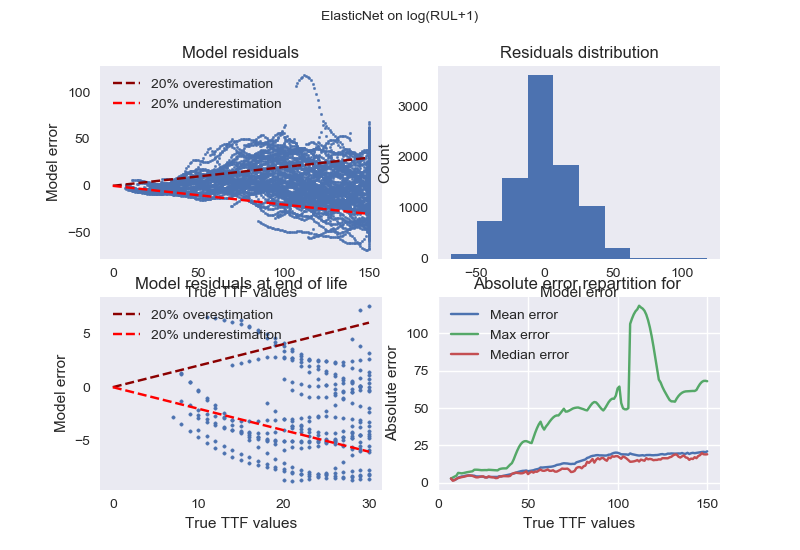 ElasticNet on log(RUL+1)
Model residuals
20% overestimation
20% underestimation
100
50
0
−50
Model error
0
50
100
150
True TTF values
Residuals distribution
3000
2000
1000
0
Count
−50
0
50
100
Model error
Model residuals at end of life
20% overestimation
20% underestimation
5
0
−5
Model error
0
10
20
30
True TTF values
Absolute error repartition for
Mean error
Max error
Median error
100
75
50
25
0
Absolute error
0
50
100
150
True TTF values